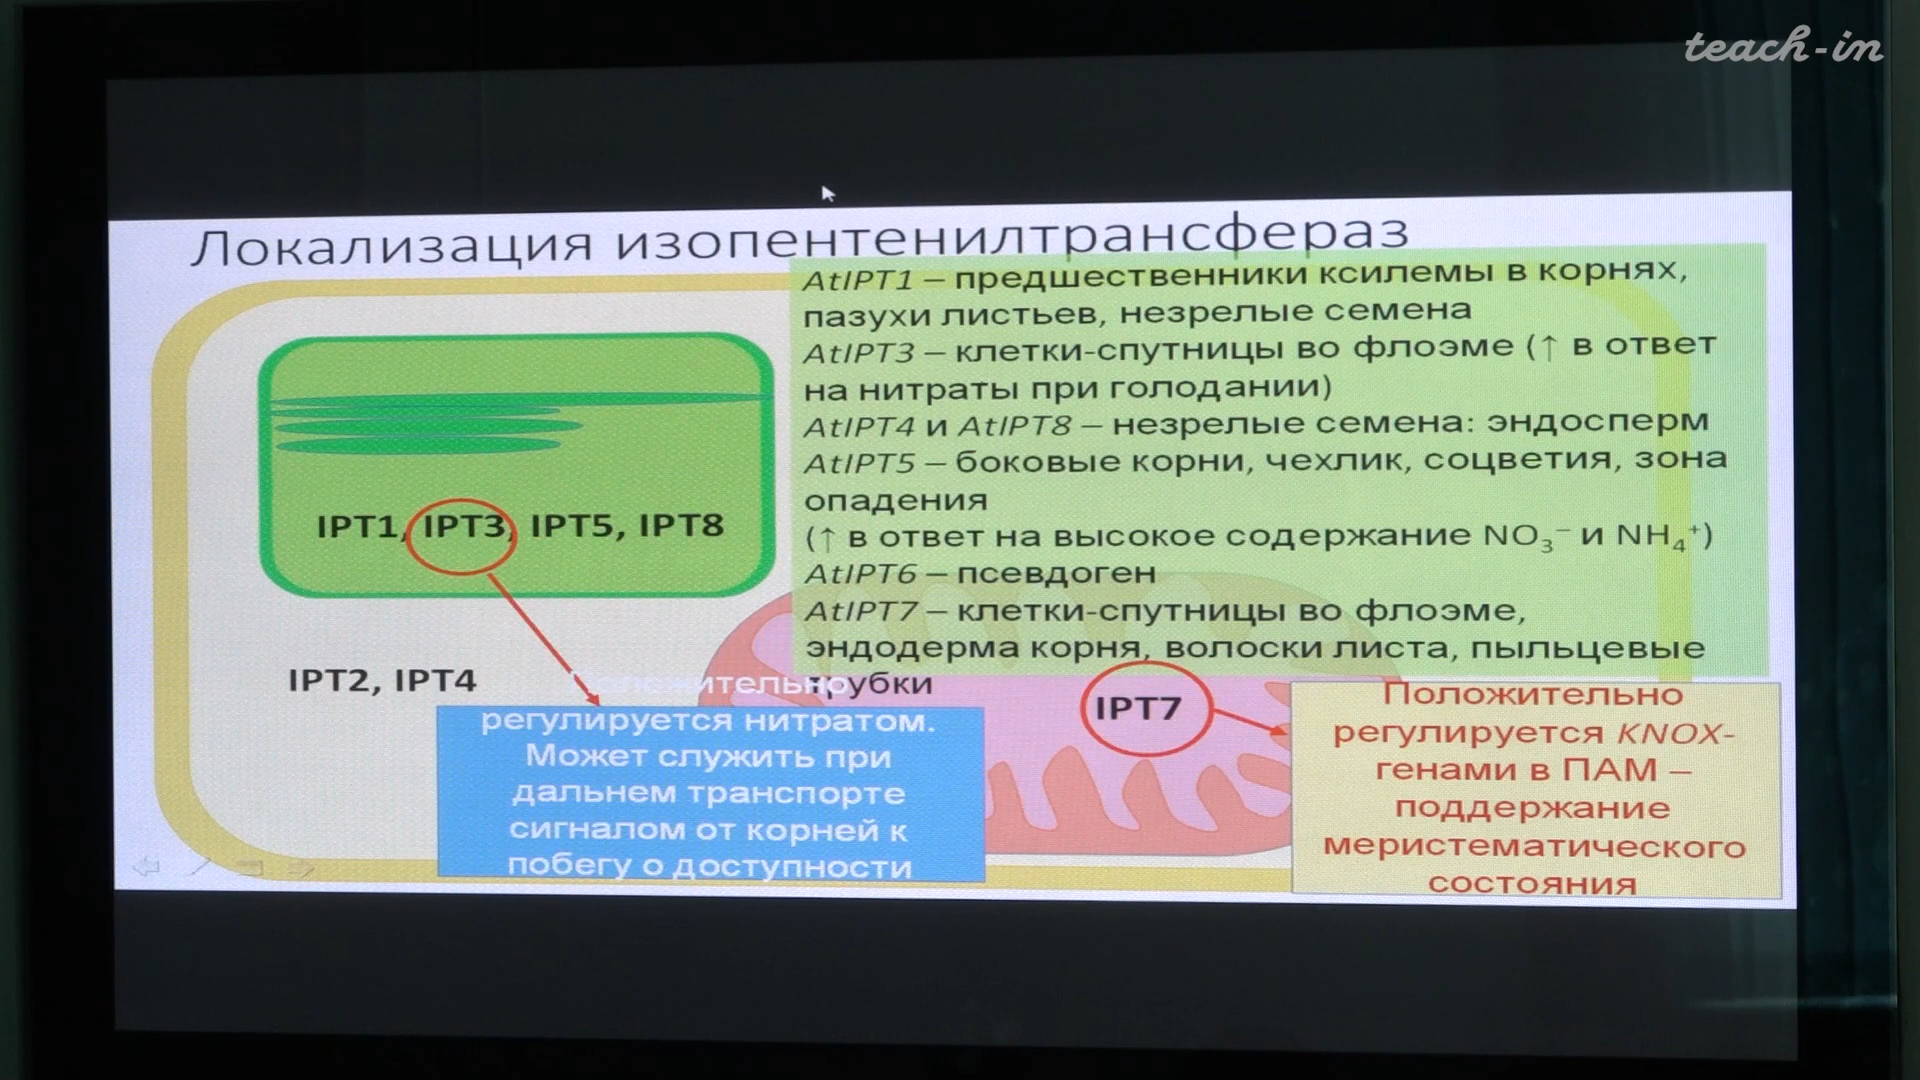 teach-in
Локализация изопентенилтрансфераз
AtIPT1 – предшественники ксилемы в корнях,
пазухи листьев, незрелые семена
AtIPT3 – клетки-спутницы во флоэме (↑ в ответ
на нитраты при голодании)
AtIPT4 и AtIPT8 – незрелые семена: эндосперм
AtIPT5 – боковые корни, чехлик, соцветия, зона
опадения
(↑ в ответ на высокое содержание NO₃⁻ и NH₄⁺)
AtIPT6 – псевдоген
AtIPT7 – клетки-спутницы во флоэме,
эндодерма корня, волоски листа, пыльцевые
трубки
IPT1, IPT3, IPT5, IPT8
IPT2, IPT4
Положительно
регулируется нитратом.
Может служить при
дальнем транспорте
сигналом от корней к
побегу о доступности
IPT7
Положительно
регулируется KNOX-
генами в ПАМ –
поддержание
меристематического
состояния